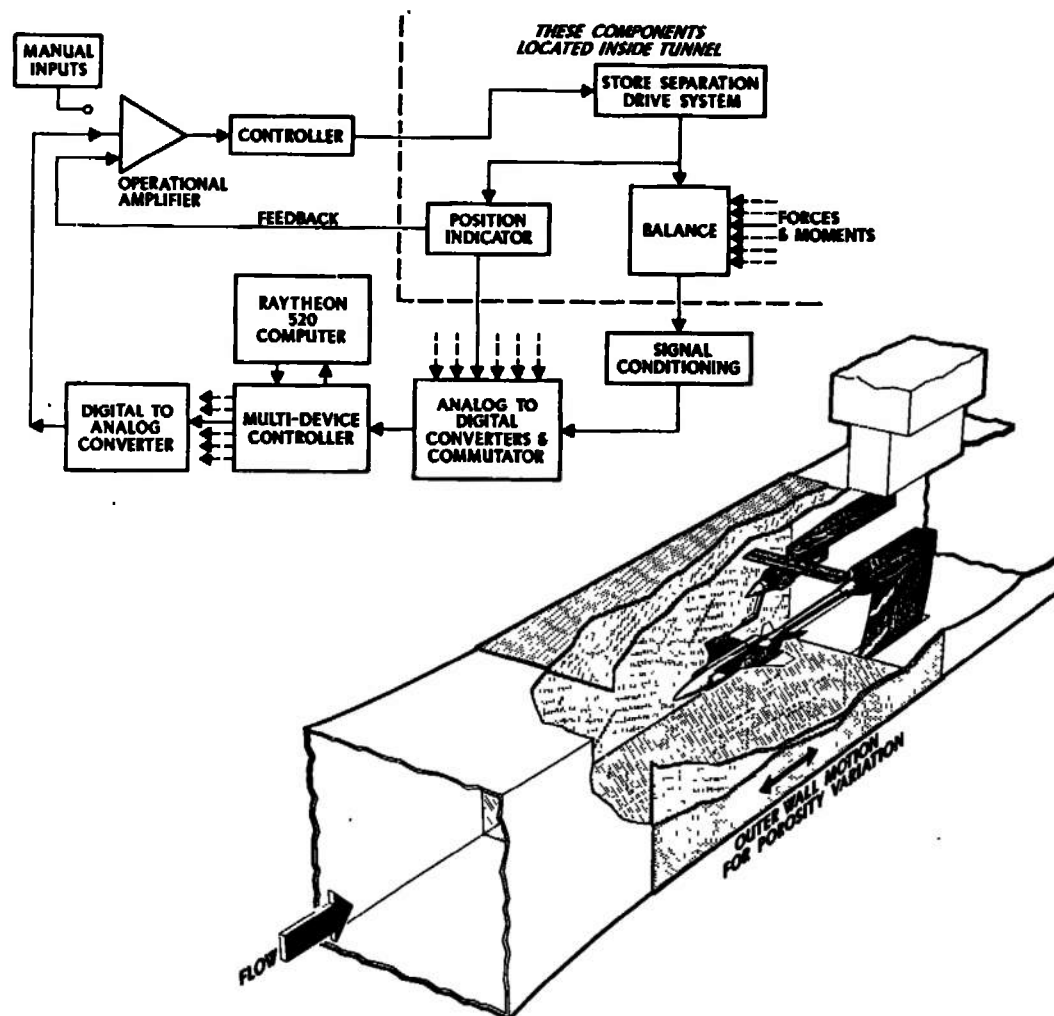 THESE COMPONENTS
LOCATED INSIDE TUNNEL
MANUAL
INPUTS
STORE SEPARATION
DRIVE SYSTEM
CONTROLLER
OPERATIONAL
AMPLIFIER
FEEDBACK
POSITION
INDICATOR
BALANCE
FORCES
& MOMENTS
RAYTHEON
520
COMPUTER
SIGNAL
CONDITIONING
DIGITAL TO
ANALOG
CONVERTER
MULTI-DEVICE
CONTROLLER
ANALOG TO
DIGITAL
CONVERTERS &
COMMUTATOR
OUTER WALL MOTION
FOR POROSITY VARIATION
FLOW